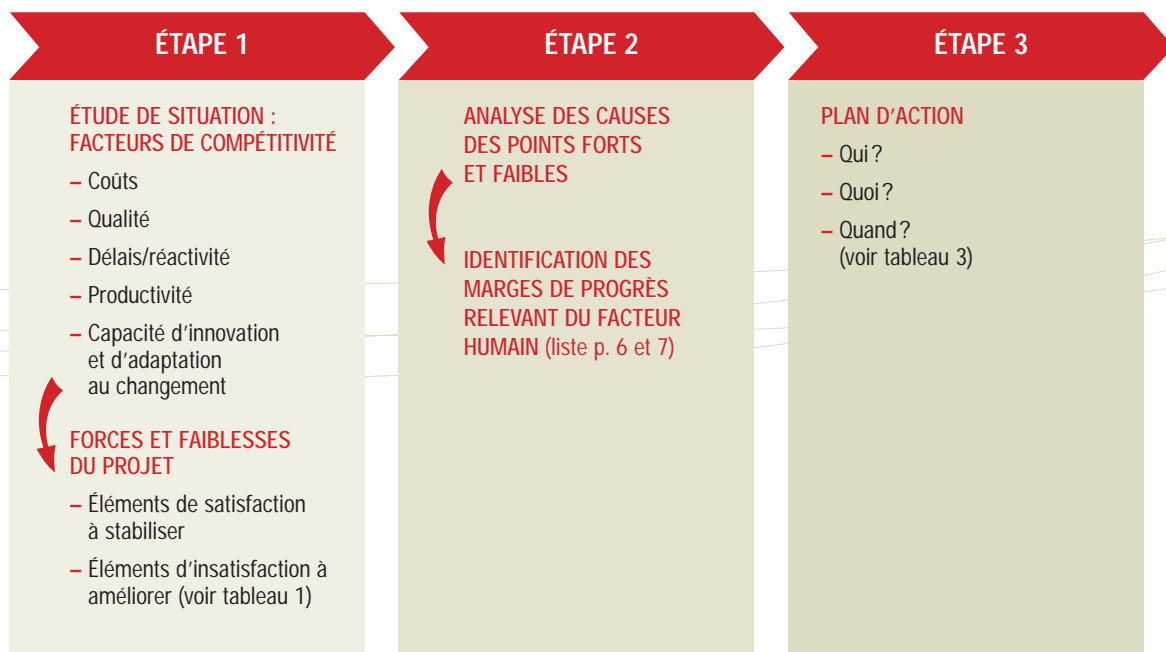 ÉTAPE 1
ÉTUDE DE SITUATION :
FACTEURS DE COMPÉTITIVITÉ
– Coûts
– Qualité
– Délais/réactivité
– Productivité
– Capacité d'innovation
et d'adaptation
au changement
FORCES ET FAIBLESSES
DU PROJET
– Éléments de satisfaction
à stabiliser
– Éléments d'insatisfaction à
améliorer (voir tableau 1)
ÉTAPE 2
ANALYSE DES CAUSES
DES POINTS FORTS
ET FAIBLES
IDENTIFICATION DES
MARGES DE PROGRÈS
RELEVANT DU FACTEUR
HUMAIN (liste p. 6 et 7)
ÉTAPE 3
PLAN D'ACTION
– Qui ?
– Quoi ?
– Quand ?
(voir tableau 3)